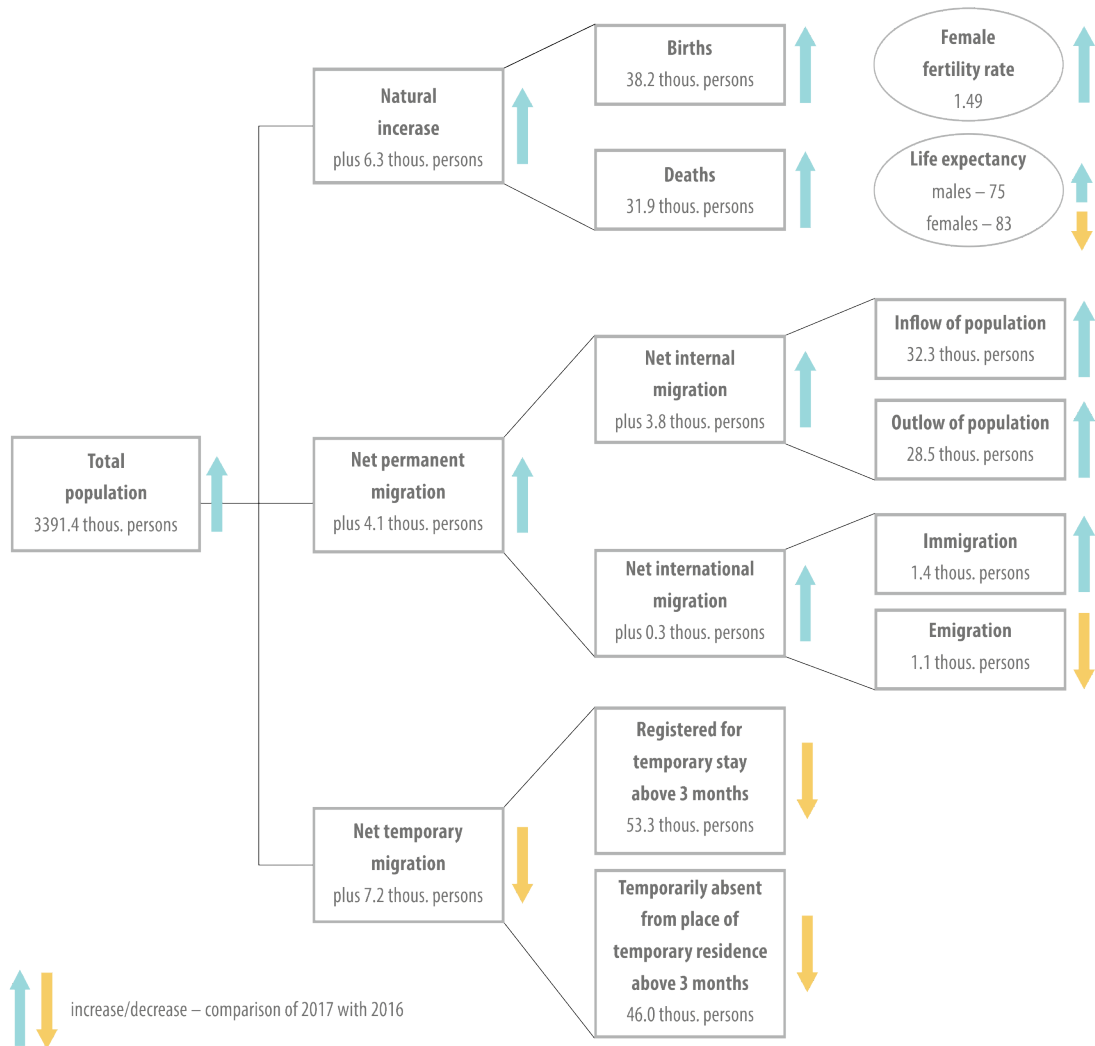 Births
38.2 thous. persons
Female
fertility rate
1.49
Natural
incerase
plus 6.3 thous. persons
Deaths
31.9 thous. persons
Life expectancy
males – 75
females – 83
Inflow of population
32.3 thous. persons
Net internal
migration
plus 3.8 thous. persons
Outlow of population
28.5 thous. persons
Total
population
3391.4 thous. persons
Net permanent
migration
plus 4.1 thous. persons
Immigration
1.4 thous. persons
Net international
migration
plus 0.3 thous. persons
Emigration
1.1 thous. persons
Registered for
temporary stay
above 3 months
53.3 thous. persons
Net temporary
migration
plus 7.2 thous. persons
Temporarily absent
from place of
temporary residence
above 3 months
46.0 thous. persons
increase/decrease – comparison of 2017 with 2016